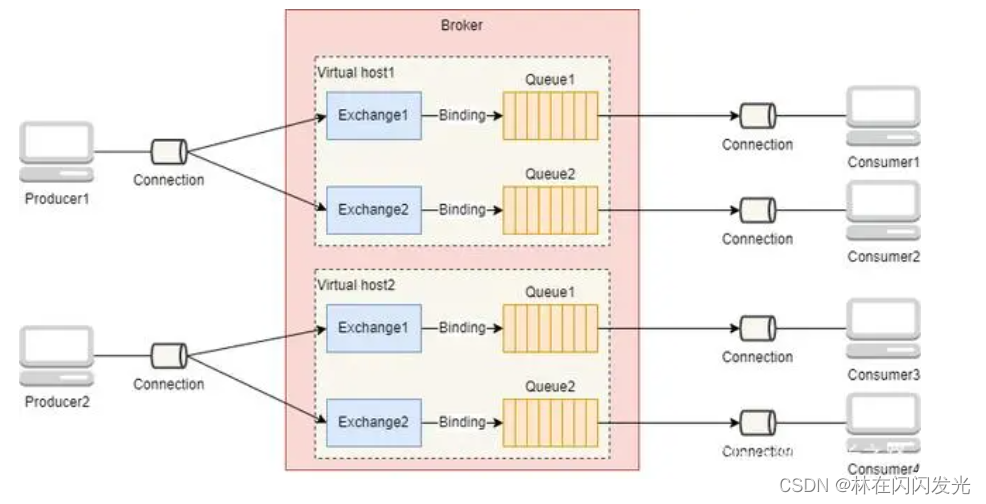 Broker
Virtual host1
Queue1
Exchange1
Binding
Connection
Consumer1
Producer1
Connection
Queue2
Exchange2
Binding
Connection
Consumer2
Virtual host2
Queue1
Exchange1
Binding
Connection
Consumer3
Producer2
Connection
Queue2
Exchange2
Binding
Connection
Consumer4
CSDN @林在闪闪发光